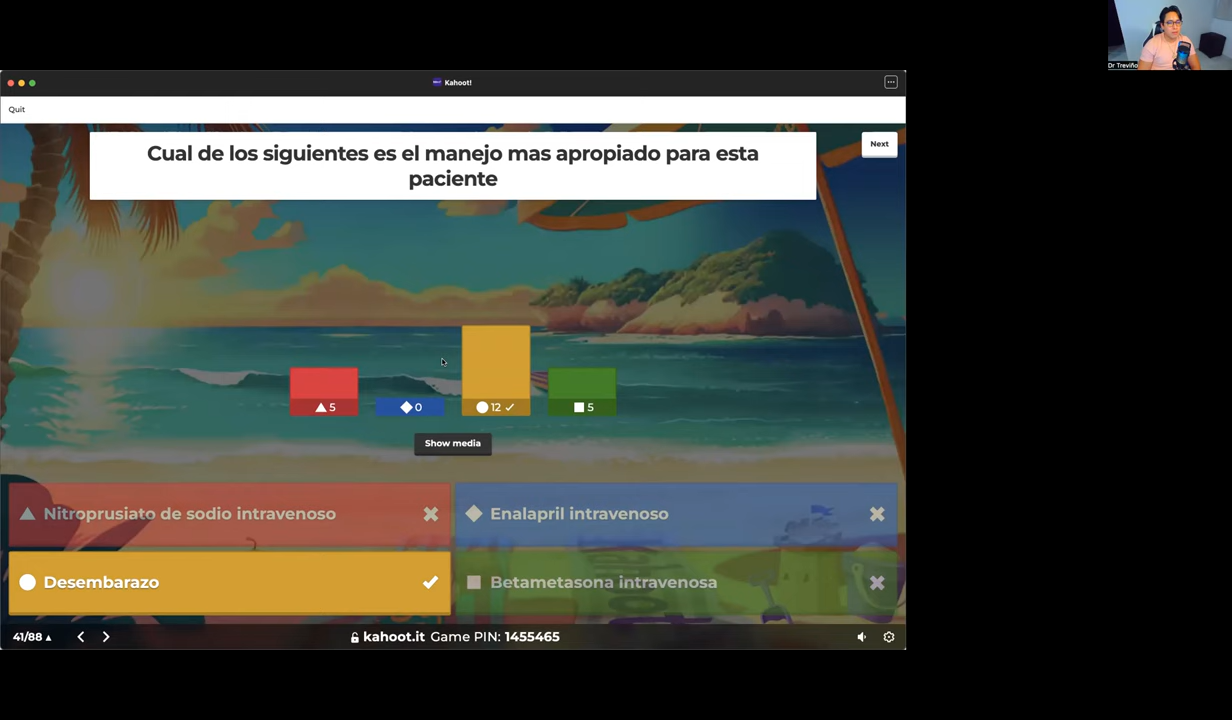 Dr Treviño
Kahoot!
Quit
Cual de los siguientes es el manejo mas apropiado para esta
paciente
Next
5
0
12
5
Show media
Nitroprusiato de sodio intravenoso
Enalapril intravenoso
Desembarazo
Betametasona intravenosa
41/88
kahoot.it Game PIN: 1455465